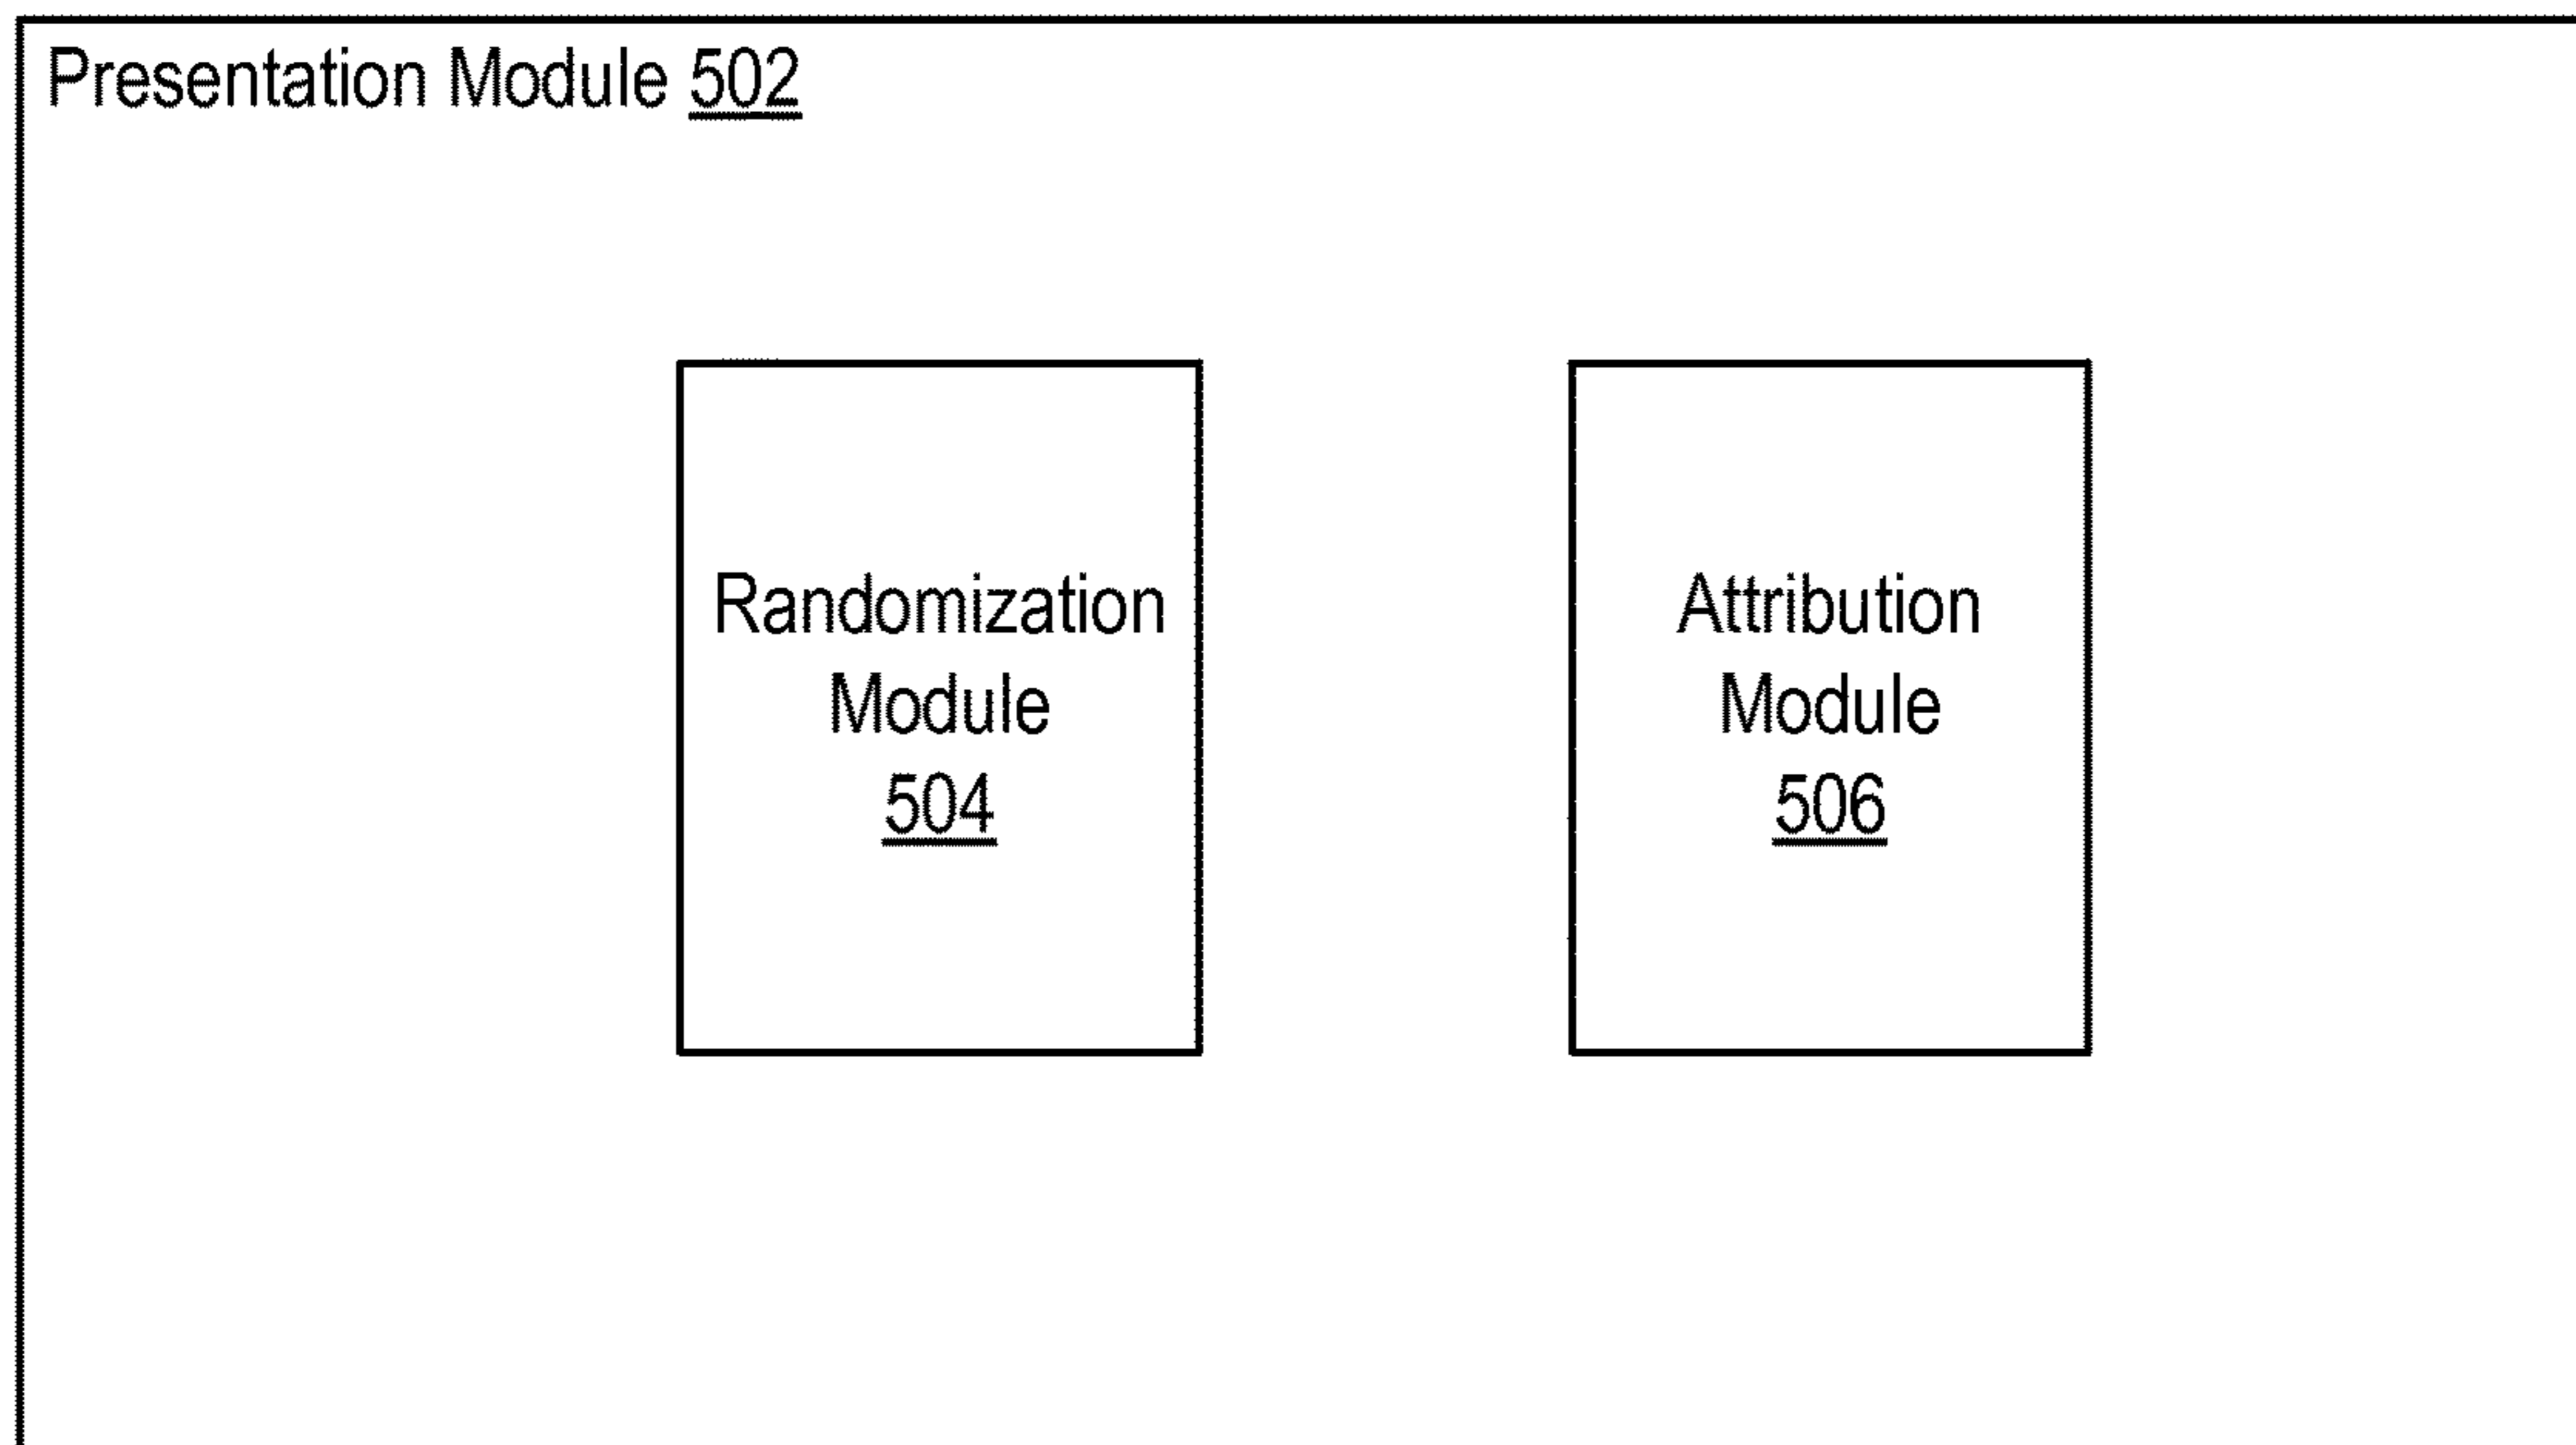 Presentation Module 502
Randomization
Module
504
Attribution
Module
506